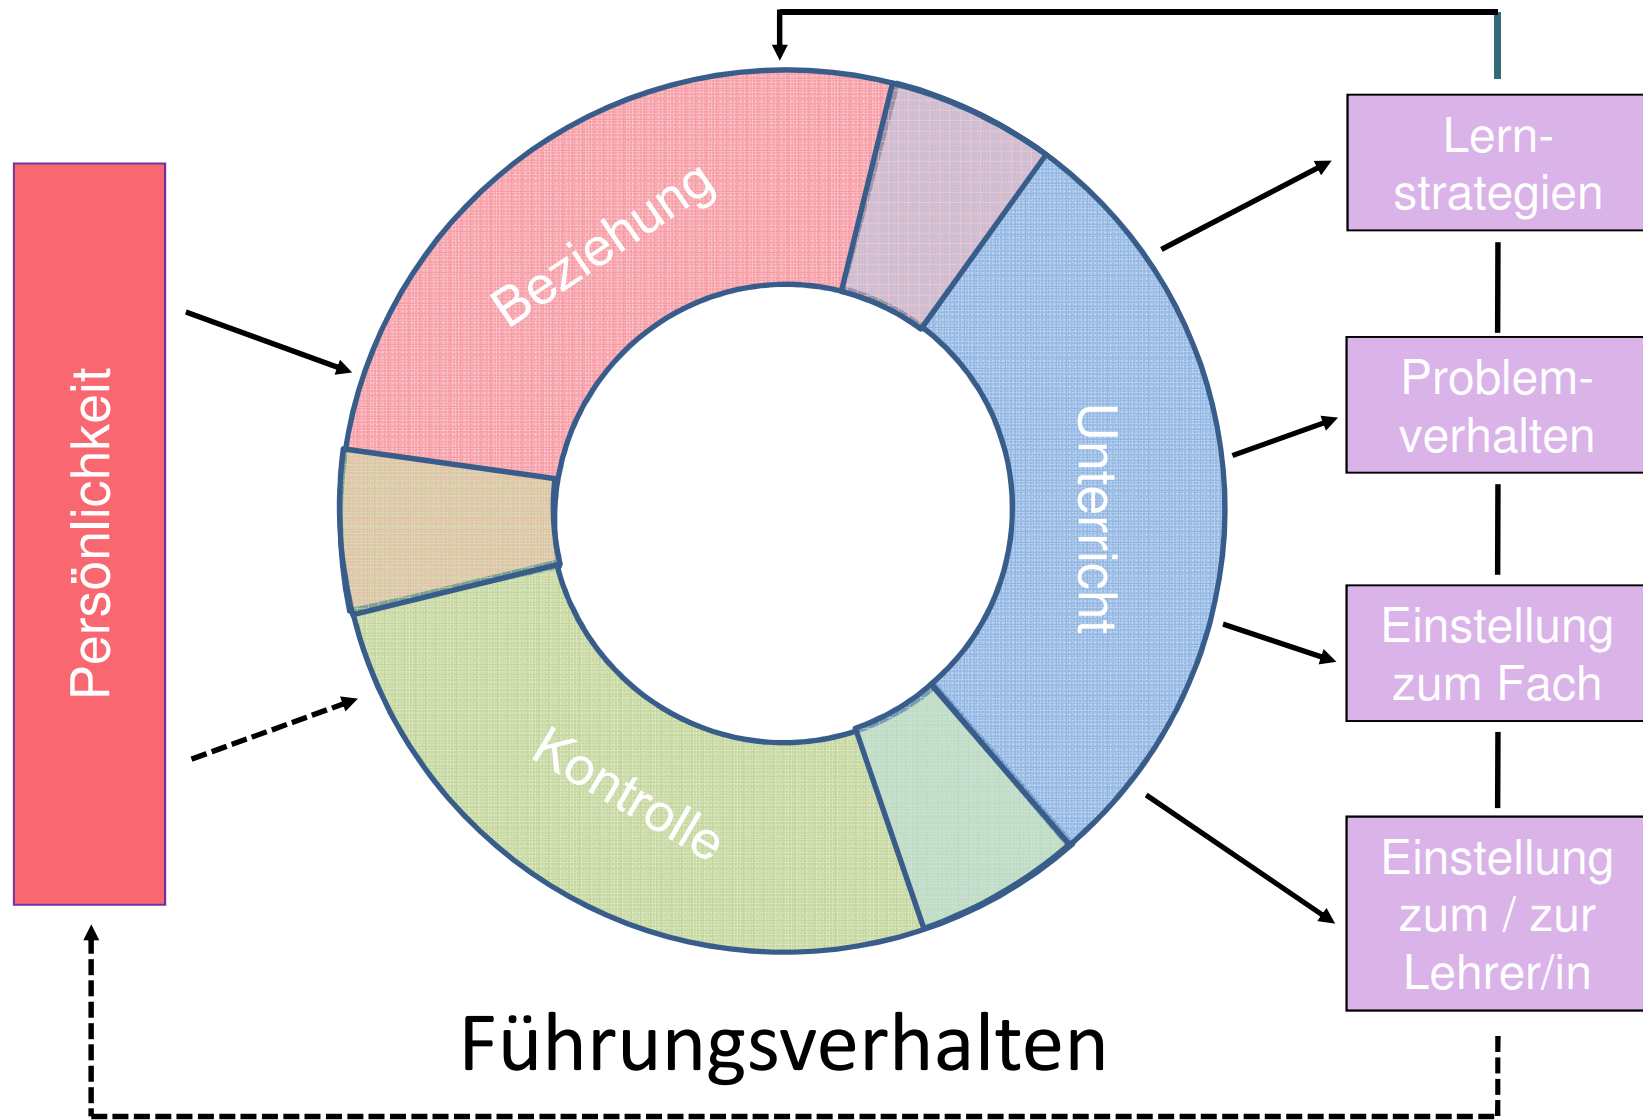 Persönlichkeit
Beziehung
Unterricht
Kontrolle
Lern-
strategien
Problem-
verhalten
Einstellung
zum Fach
Einstellung
zum / zur
Lehrer/in
Führungsverhalten